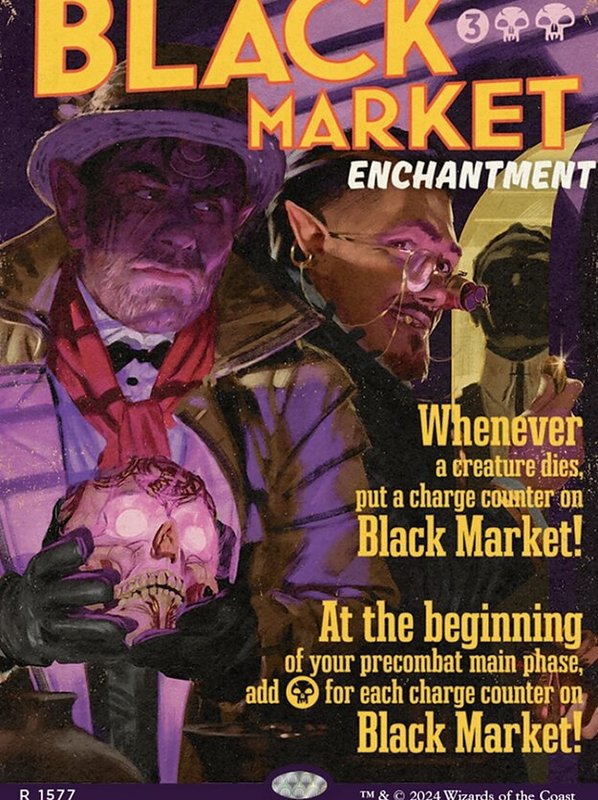 BLACK
MARKET
3
ENCHANTMENT
Whenever
a creature dies,
put a charge counter on
Black Market!
At the beginning
of your precombat main phase,
add for each charge counter on
Black Market!
R 1577
™ & © 2024 Wizards of the Coast